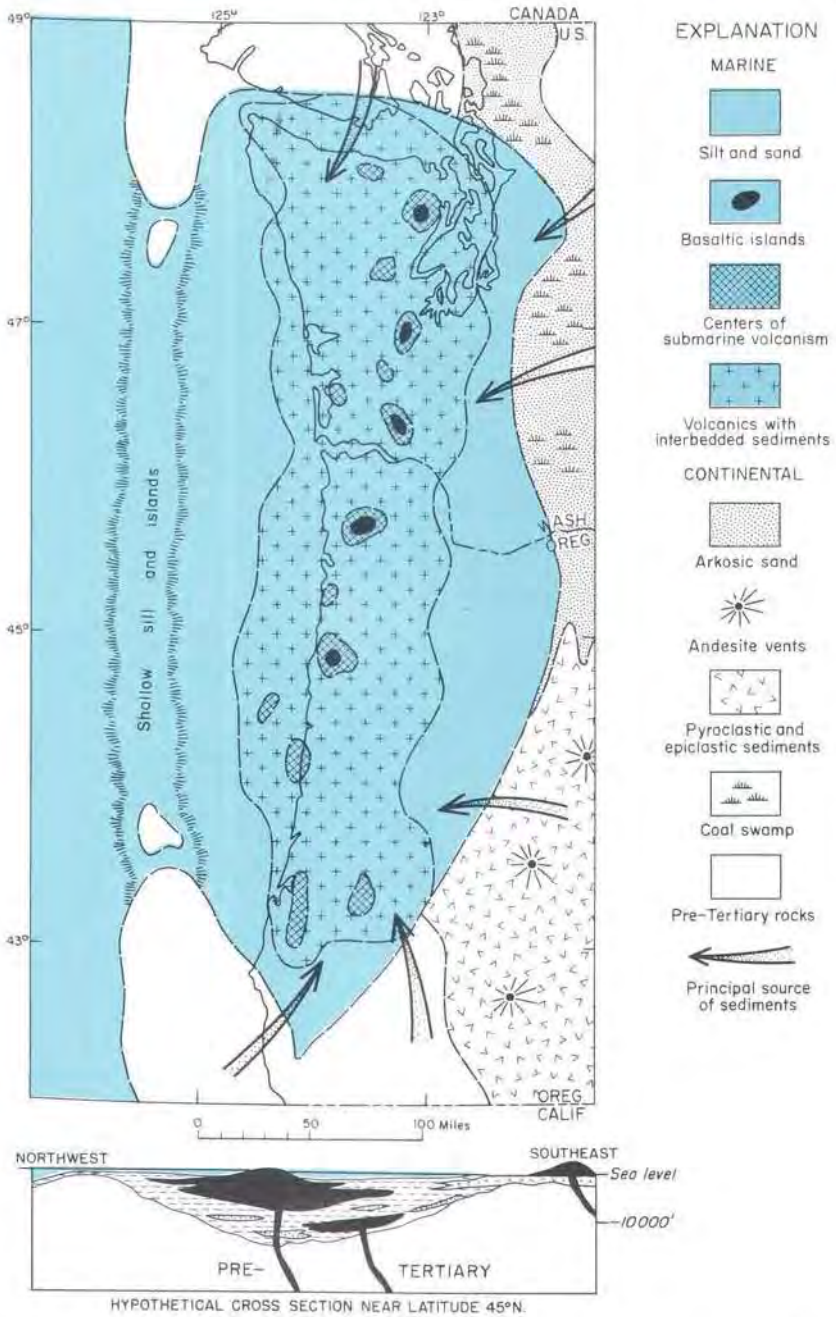 49°
125°
123°
CANADA
U.S.
47°
45°
43°
Shallow sill and islands
WASH.
OREG.
OREG.
CALIF
0 50 100 Miles
EXPLANATION
MARINE
Silt and sand
Basaltic islands
Centers of
submarine volcanism
Volcanics with
interbedded sediments
CONTINENTAL
Arkosic sand
Andesite vents
Pyroclastic and
epiclastic sediments
Coal swamp
Pre-Tertiary rocks
Principal source
of sediments
NORTHWEST
SOUTHEAST
Sea level
-10000'
PRE- TERTIARY
HYPOTHETICAL CROSS SECTION NEAR LATITUDE 45°N.